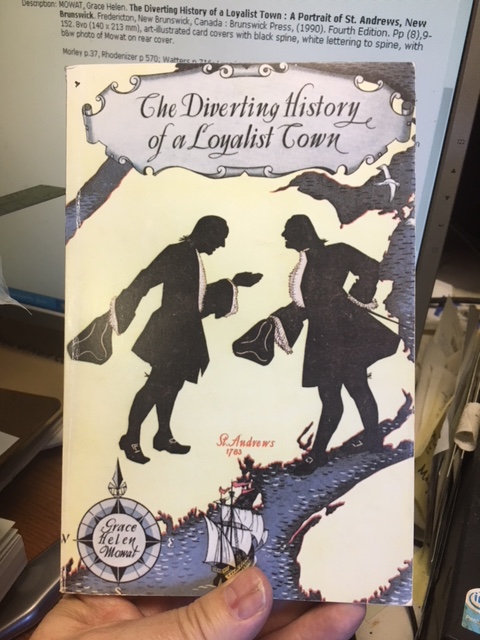 Description: MOWAT, Grace Helen. The Diverting History of a Loyalist Town : A Portrait of St. Andrews, New
Brunswick. Fredericton, New Brunswick, Canada : Brunswick Press, (1990). Fourth Edition. Pp (8),9-
152. 8vo (140 x 213 mm), art-illustrated card covers with black spine, white lettering to spine, with
b&w photo of Mowat on rear cover.
Morley p.37, Rhodenizer p 570; Watters p
The Diverting History
of a Loyalist Town
St. Andrews
1783
Grace
Helen
Mowat